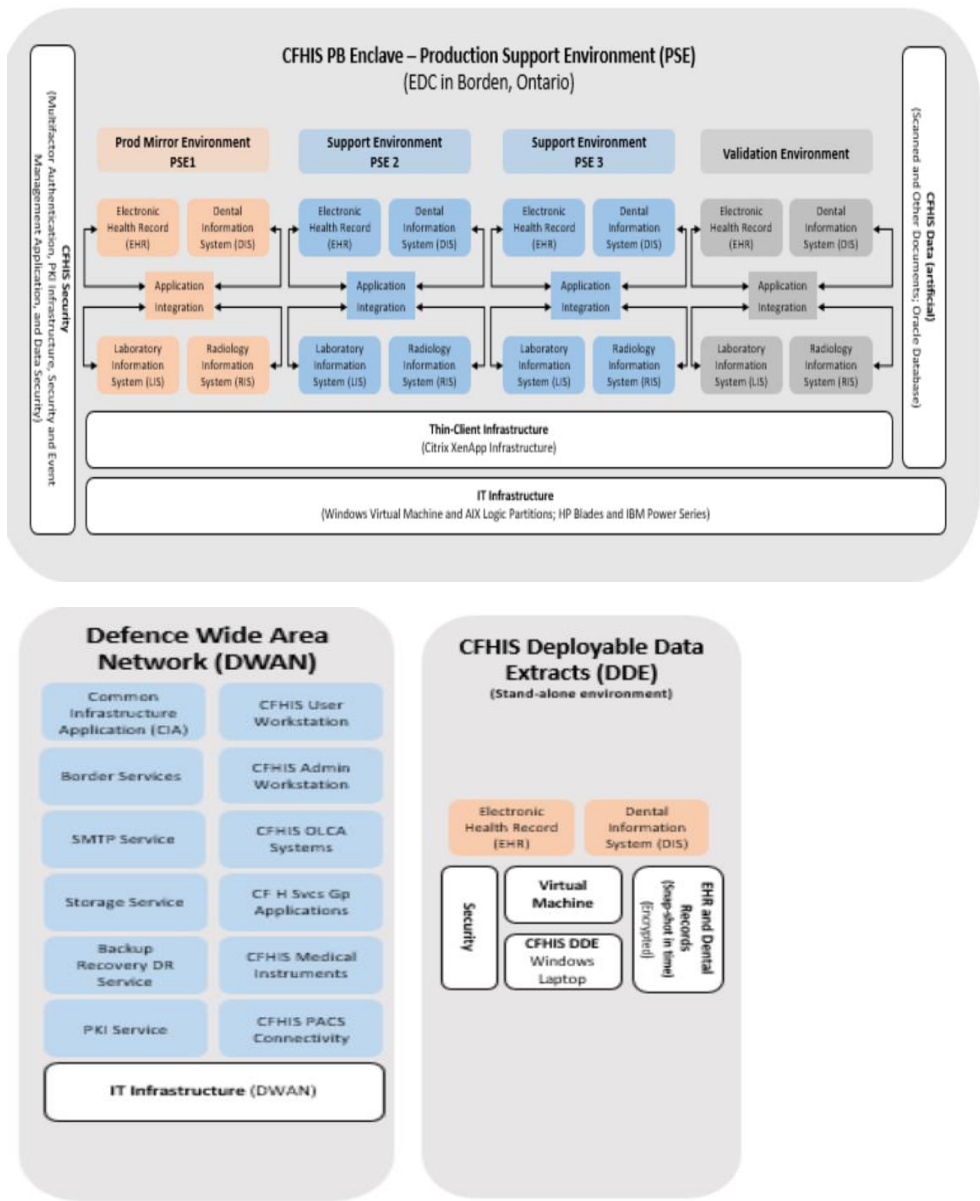 CFHIS PB Enclave – Production Support Environment (PSE)
(EDC in Borden, Ontario)
CFHIS Security
(Multifactor Authentication, PKI Infrastructure, Security and Event
Management Application, and Data Security)
Prod Mirror Environment
PSE1
Support Environment
PSE 2
Support Environment
PSE 3
Validation Environment
Electronic
Health Record
(EHR)
Dental
Information
System (DIS)
Electronic
Health Record
(EHR)
Dental
Information
System (DIS)
Electronic
Health Record
(EHR)
Dental
Information
System (DIS)
Electronic
Health Record
(EHR)
Dental
Information
System (DIS)
Application
Integration
Application
Integration
Application
Integration
Application
Integration
Laboratory
Information
System (LIS)
Radiology
Information
System (RIS)
Laboratory
Information
System (LIS)
Radiology
Information
System (RIS)
Laboratory
Information
System (LIS)
Radiology
Information
System (RIS)
Laboratory
Information
System (LIS)
Radiology
Information
System (RIS)
CFHIS Data (artificial)
(Scanned and Other Documents; Oracle Database)
Thin-Client Infrastructure
(Citrix XenApp Infrastructure)
IT Infrastructure
(Windows Virtual Machine and AIX Logic Partitions; HP Blades and IBM Power Series)
Defence Wide Area
Network (DWAN)
Common
Infrastructure
Application (CIA)
CFHIS User
Workstation
Border Services
CFHIS Admin
Workstation
SMTP Service
CFHIS OLCA
Systems
Storage Service
CF H Svcs Gp
Applications
Backup
Recovery DR
Service
CFHIS Medical
Instruments
PKI Service
CFHIS PACS
Connectivity
IT Infrastructure (DWAN)
CFHIS Deployable Data
Extracts (DDE)
(Stand-alone environment)
Electronic
Health Record
(EHR)
Dental
Information
System (DIS)
Security
Virtual
Machine
CFHIS DDE
Windows
Laptop
EHR and Dental
Records
(Snap-shot in time)
(Encrypted)